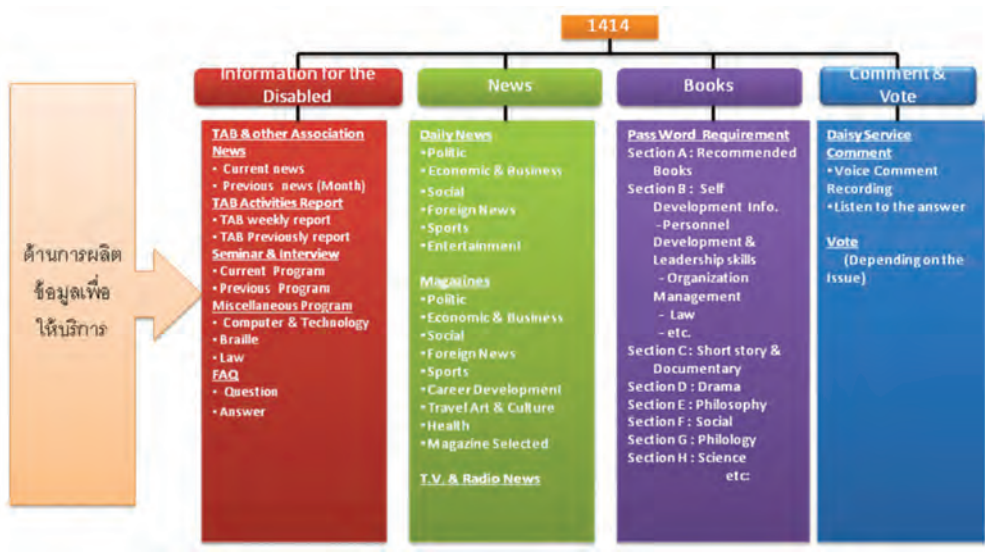 1414
ด้านการผลิต
ข้อมูลเพื่อ
ให้บริการ
Information for the
Disabled
TAB & other Association
News
• Current news
• Previous news (Month)
TAB Activities Report
• TAB weekly report
• TAB Previously report
Seminar & Interview
• Current Program
• Previous Program
Miscellaneous Program
• Computer & Technology
• Braille
• Law
FAQ
• Question
• Answer
News
Daily News
• Politic
• Economic & Business
• Social
• Foreign News
• Sports
• Entertainment
Magazines
• Politic
• Economic & Business
• Social
• Foreign News
• Sports
• Career Development
• Travel Art & Culture
• Health
• Magazine Selected
T.V. & Radio News
Books
Pass Word Requirement
Section A : Recommended
Books
Section B : Self
Development Info.
-Personnel
Development &
Leadership skills
- Organization
Management
- Law
- etc.
Section C : Short story &
Documentary
Section D : Drama
Section E : Philosophy
Section F : Social
Section G : Philology
Section H : Science
etc:
Comment &
Vote
Daisy Service
Comment
• Voice Comment
Recording
• Listen to the answer
Vote
(Depending on the
Issue)